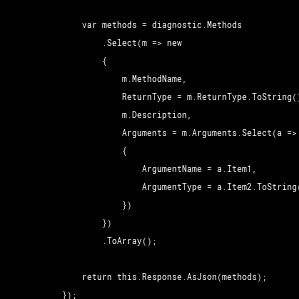 var methods = diagnostic.Methods
.Select(m => new
{
m.MethodName,
ReturnType = m.ReturnType.ToString()
m.Description,
Arguments = m.Arguments.Select(a =>
{
ArgumentName = a.Item1,
ArgumentType = a.Item2.ToString(
})
})
.ToArray();
return this.Response.AsJson(methods);
});